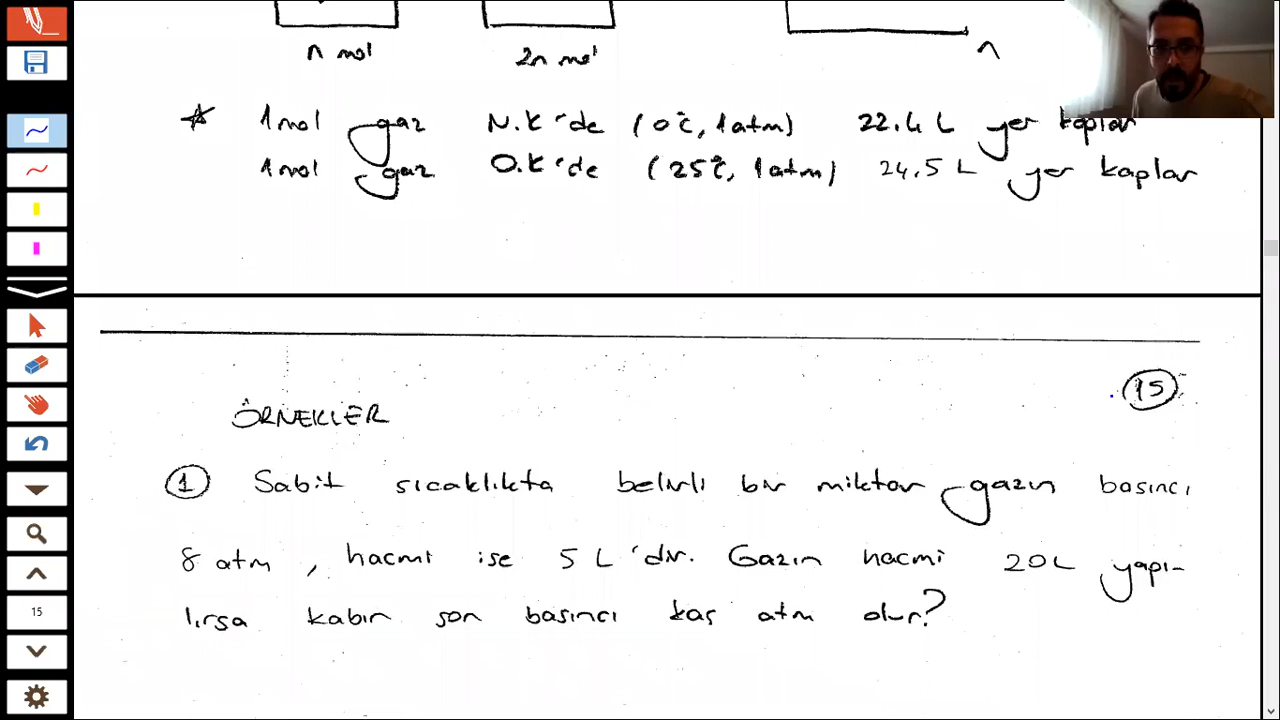 n mol 2n mol n
☆ 1 mol gaz N.K'de (0°C, 1atm) 22.4 L yer kaplar
1 mol gaz O.K'de (25°C, 1atm) 24,5 L yer kaplar
15
ÖRNEKLER
1 Sabit sıcaklıkta belirli bir miktar gazın basıncı
8 atm, hacmi ise 5 L'dir. Gazın hacmi 20L yapı-
lırsa kabın son basıncı kaç atm olur?
15